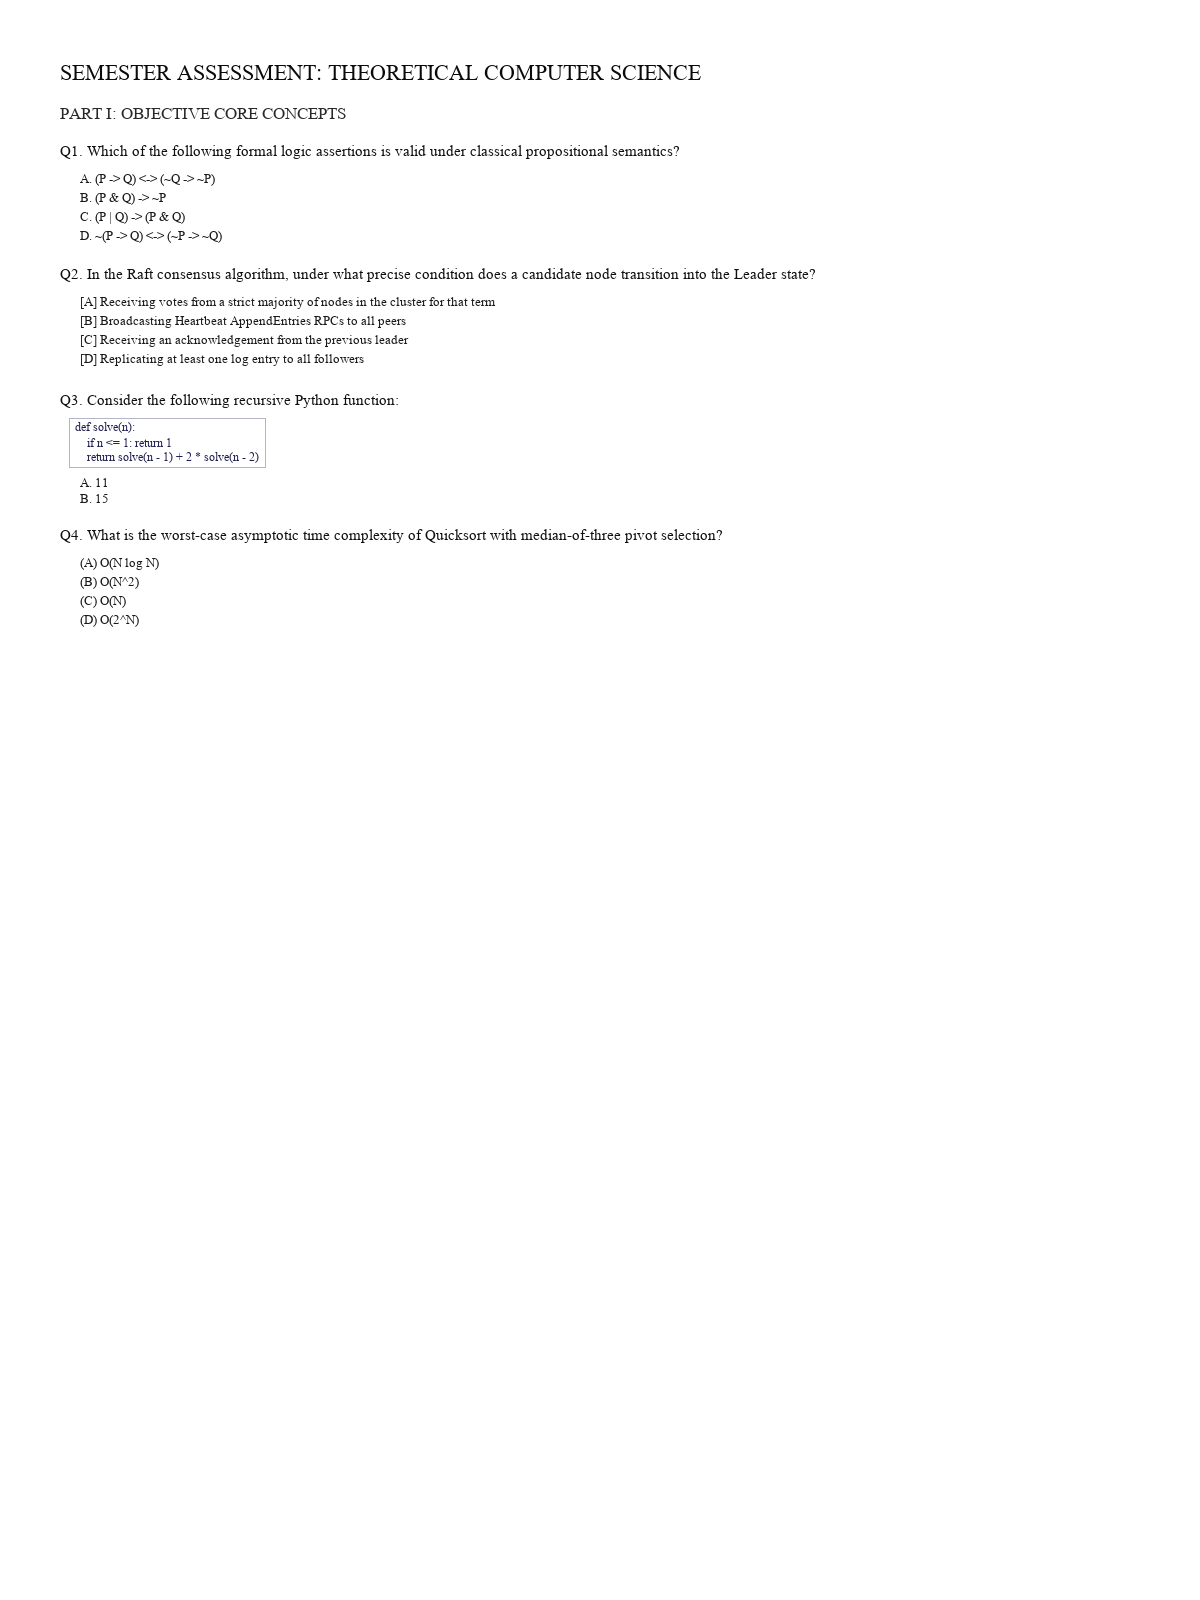 SEMESTER ASSESSMENT: THEORETICAL COMPUTER SCIENCE
PART I: OBJECTIVE CORE CONCEPTS
Q1. Which of the following formal logic assertions is valid under classical propositional semantics?
A. (P -> Q) <-> (~Q -> ~P)
B. (P & Q) -> ~P
C. (P | Q) -> (P & Q)
D. ~(P -> Q) <-> (~P -> ~Q)
Q2. In the Raft consensus algorithm, under what precise condition does a candidate node transition into the Leader state?
[A] Receiving votes from a strict majority of nodes in the cluster for that term
[B] Broadcasting Heartbeat AppendEntries RPCs to all peers
[C] Receiving an acknowledgement from the previous leader
[D] Replicating at least one log entry to all followers
Q3. Consider the following recursive Python function:
def solve(n):
    if n <= 1: return 1
    return solve(n - 1) + 2 * solve(n - 2)
A. 11
B. 15
Q4. What is the worst-case asymptotic time complexity of Quicksort with median-of-three pivot selection?
(A) O(N log N)
(B) O(N^2)
(C) O(N)
(D) O(2^N)